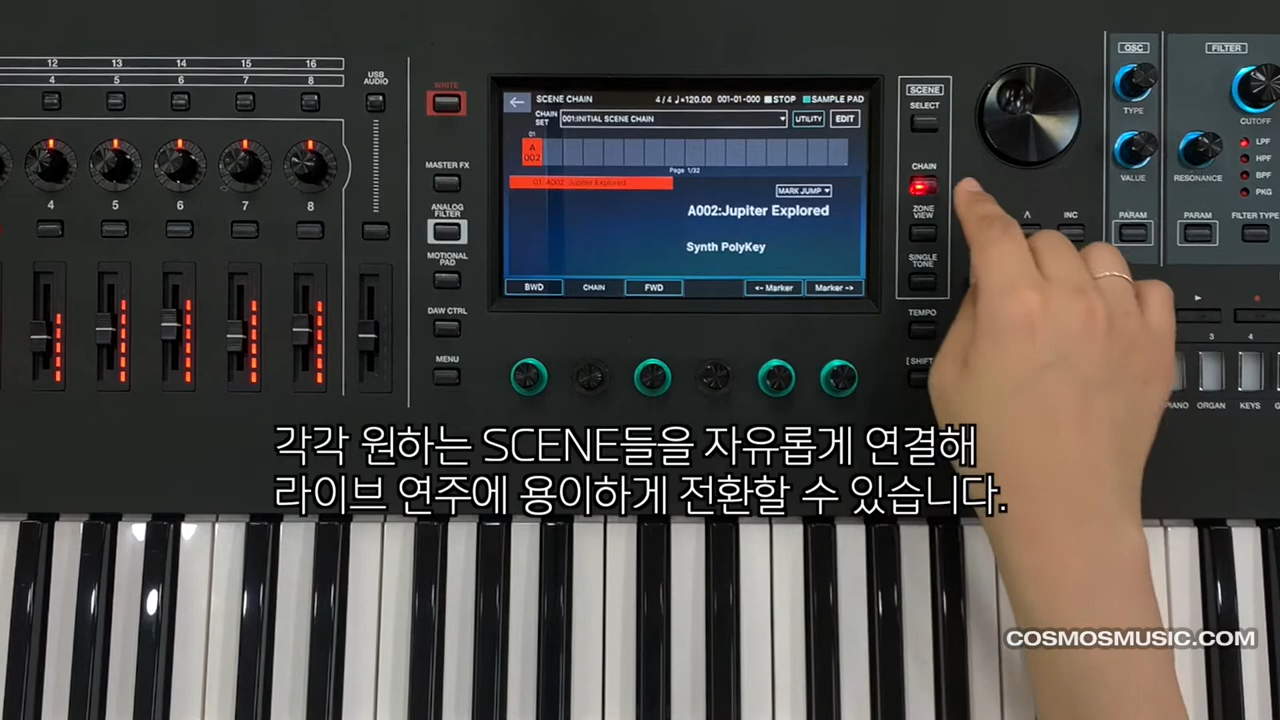 12 13 14 15 16
4 5 6 7 8
USB
AUDIO
4 5 6 7 8
WRITE
MASTER FX
ANALOG
FILTER
MOTIONAL
PAD
DAW CTRL
MENU
SCENE CHAIN 4/4 ♩=120.00 001-01-000 STOP SAMPLE PAD
CHAIN
SET
001:INITIAL SCENE CHAIN UTILITY EDIT
01
A
002
Page 1/32
01 A002 Jupiter Explored
MARK JUMP
A002:Jupiter Explored
Synth PolyKey
BWD CHAIN FWD <- Marker Marker ->
SCENE
SELECT
CHAIN
ZONE
VIEW
SINGLE
TONE
TEMPO
[SHIFT
INC
OSC
TYPE
VALUE
PARAM
FILTER
CUTOFF
RESONANCE
LPF
HPF
BPF
PKG
PARAM
FILTER TYPE
3 4
PIANO ORGAN KEYS
각각 원하는 SCENE들을 자유롭게 연결해
라이브 연주에 용이하게 전환할 수 있습니다.
COSMOSMUSIC.COM